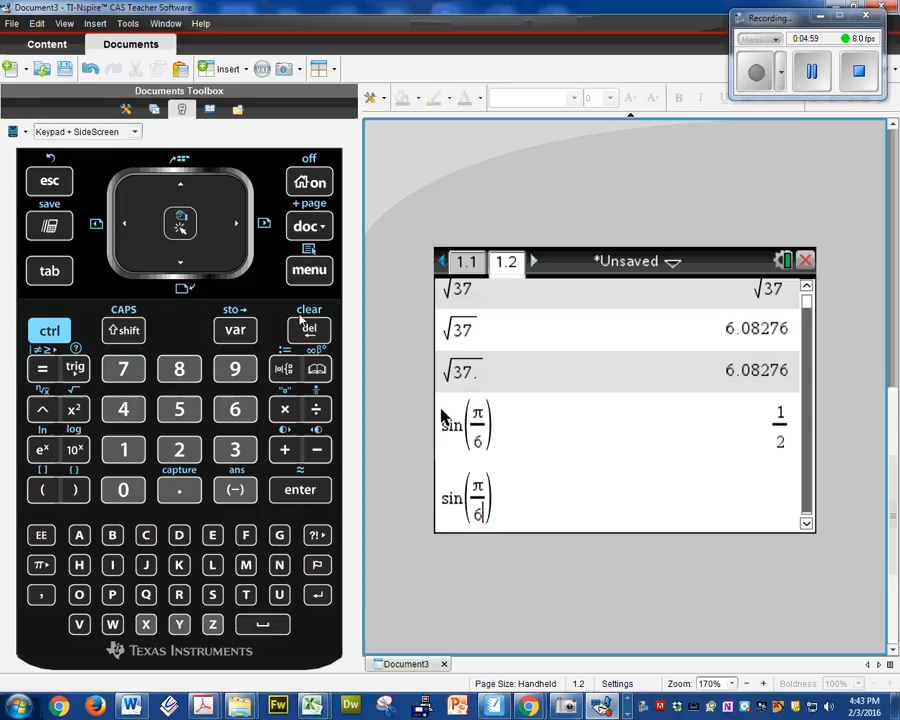 Document3 * - TI-Nspire™ CAS Teacher Software
File Edit View Insert Tools Window Help
Content Documents
Insert
Documents Toolbox
Keypad + SideScreen
Recording...
Menu
0:04:59
8.0 fps
0
B I
esc
save
tab
off
on
+ page
doc
menu
CAPS sto→ clear
ctrl shift var del
= trig 7 8 9
^ x² 4 5 6 × ÷
ln log
eˣ 10ˣ 1 2 3 + −
capture ans ≈
( ) 0 . (−) enter
EE A B C D E F G ?!
π H I J K L M N
, O P Q R S T U
V W X Y Z
TEXAS INSTRUMENTS
1.1 1.2 *Unsaved
√37 √37
√37 6.08276
√37. 6.08276
sin(π/6) 1/2
sin(π/6)
Document3
Page Size: Handheld 1.2 Settings Zoom: 170% Boldness: 100%
4:43 PM
2/3/2016